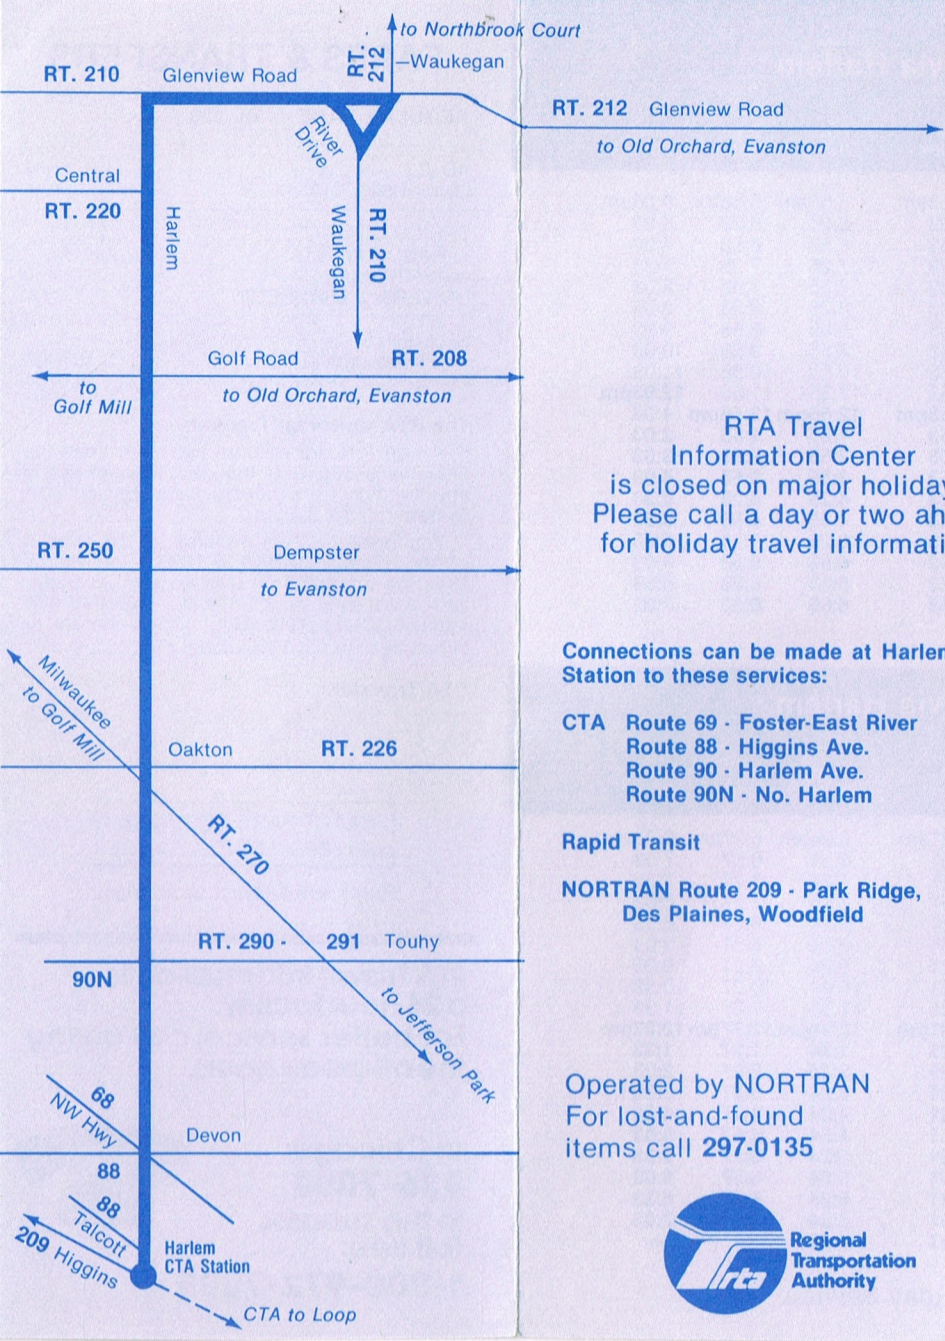 to Northbrook Court
RT. 212
Waukegan
RT. 210
Glenview Road
RT. 212 Glenview Road
to Old Orchard, Evanston
River
Drive
Central
RT. 220
Harlem
Waukegan
RT. 210
Golf Road RT. 208
to
Golf Mill
to Old Orchard, Evanston
RTA Travel
Information Center
is closed on major
Please call a day or two
for holiday travel
RT. 250
Dempster
to Evanston
Milwaukee
to Golf Mill
Connections can be made at
Station to these services:
CTA Route 69 - Foster-East River
Route 88 - Higgins Ave.
Route 90 - Harlem Ave.
Route 90N - No. Harlem
Oakton RT. 226
RT. 270
Rapid Transit
NORTRAN Route 209 - Park Ridge,
Des Plaines, Woodfield
RT. 290 - 291 Touhy
90N
to Jefferson Park
68
NW Hwy
Devon
88
88
Talcott
209 Higgins
Harlem
CTA Station
CTA to Loop
Operated by NORTRAN
For lost-and-found
items call 297-0135
rta
Regional
Transportation
Authority